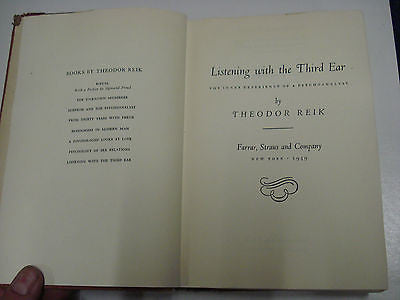 BOOKS BY THEODOR REIK
RITUAL
With a Preface by Sigmund Freud
THE UNKNOWN MURDERER
SURPRISE AND THE PSYCHOANALYST
FROM THIRTY YEARS WITH FREUD
MASOCHISM IN MODERN MAN
A PSYCHOLOGIST LOOKS AT LOVE
PSYCHOLOGY OF SEX RELATIONS
LISTENING WITH THE THIRD EAR
Listening with the Third Ear
THE INNER EXPERIENCE OF A PSYCHOANALYST
by
THEODOR REIK
Farrar, Straus and Company
NEW YORK · 1949